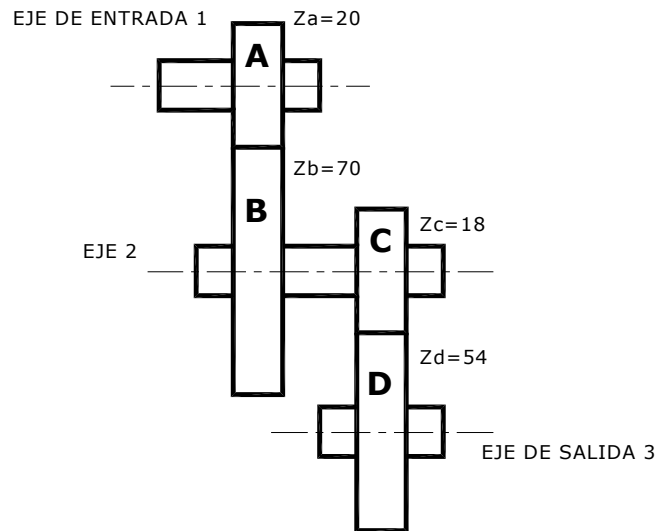 EJE DE ENTRADA 1
Za=20
A
Zb=70
B
Zc=18
C
EJE 2
Zd=54
D
EJE DE SALIDA 3